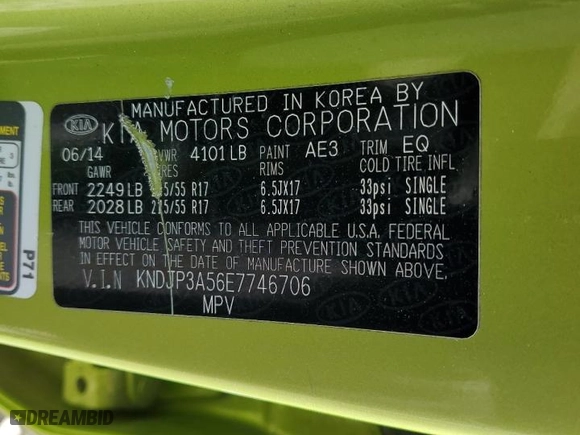 MANUFACTURED IN KOREA BY
KIA MOTORS CORPORATION
06/14 4101 LB PAINT AE3 TRIM EQ
GAWR RIMS COLD TIRE INFL.
FRONT 2249 LB /55 R17 6.5JX17 33psi SINGLE
REAR 2028 LB /55 R17 6.5JX17 33psi SINGLE
THIS VEHICLE CONFORMS TO ALL APPLICABLE U.S.A. FEDERAL
MOTOR VEHICLE SAFETY AND THEFT PREVENTION STANDARDS
IN EFFECT ON THE DATE OF MANUFACTURE SHOWN ABOVE.
V.I.N KNDJP3A56E7746706
MPV
P71
DREAMBID